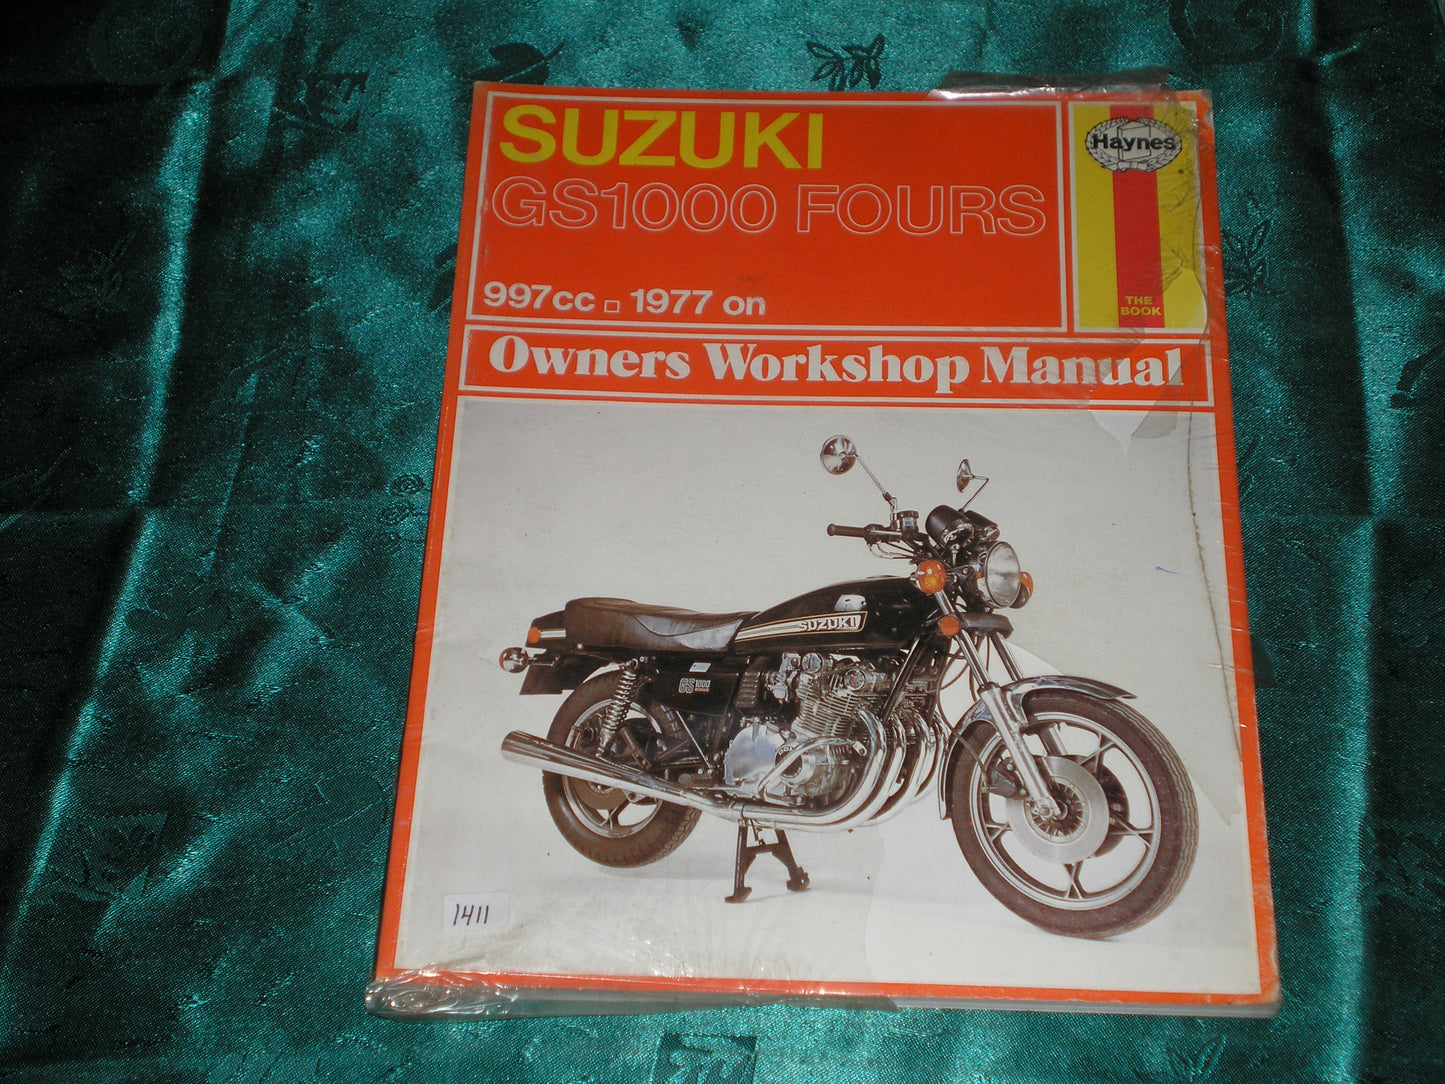 SUZUKI
GS1000 FOURS
997cc 1977 on
Haynes
THE
BOOK
Owners Workshop Manual
SUZUKI
GS 1000
1411